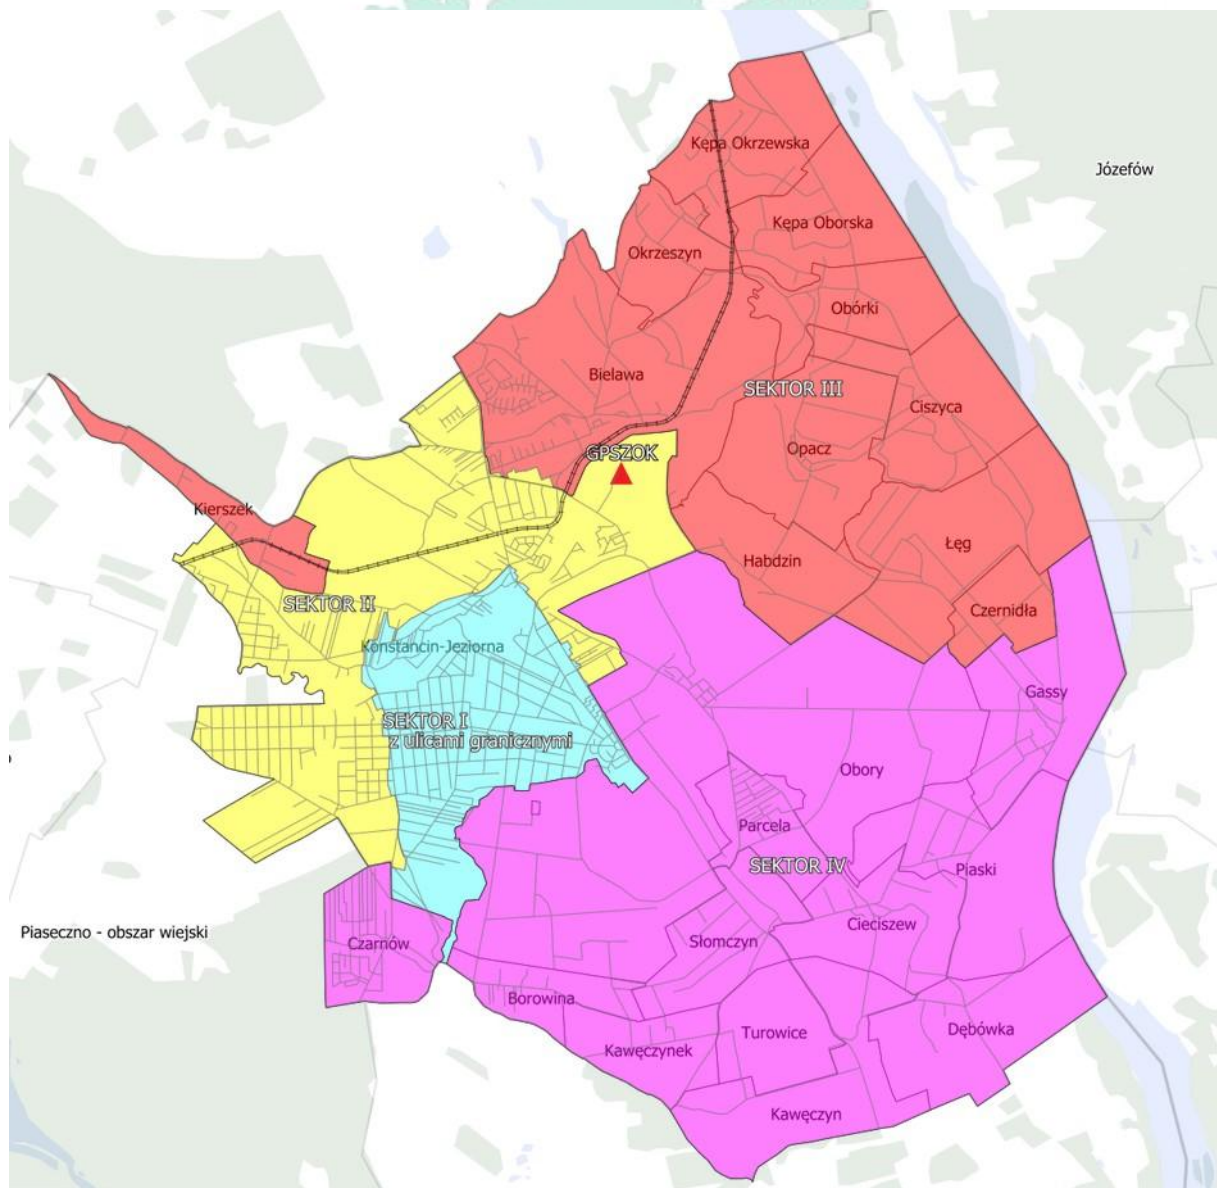 Kępa Okrzewska
Józefów
Kępa Oborska
Okrzeszyn
Obórki
Bielawa
SEKTOR III
Ciszyca
Opacz
GPSZOK
Kierszek
Łęg
Habdzin
SEKTOR II
Czernidła
Konstancin-Jeziorna
Gassy
SEKTOR I
z ulicami granicznymi
Obory
Parcela
SEKTOR IV
Piaski
Cieciszew
Piaseczno - obszar wiejski
Czarnów
Słomczyn
Borowina
Turowice
Dębówka
Kawęczynek
Kawęczyn